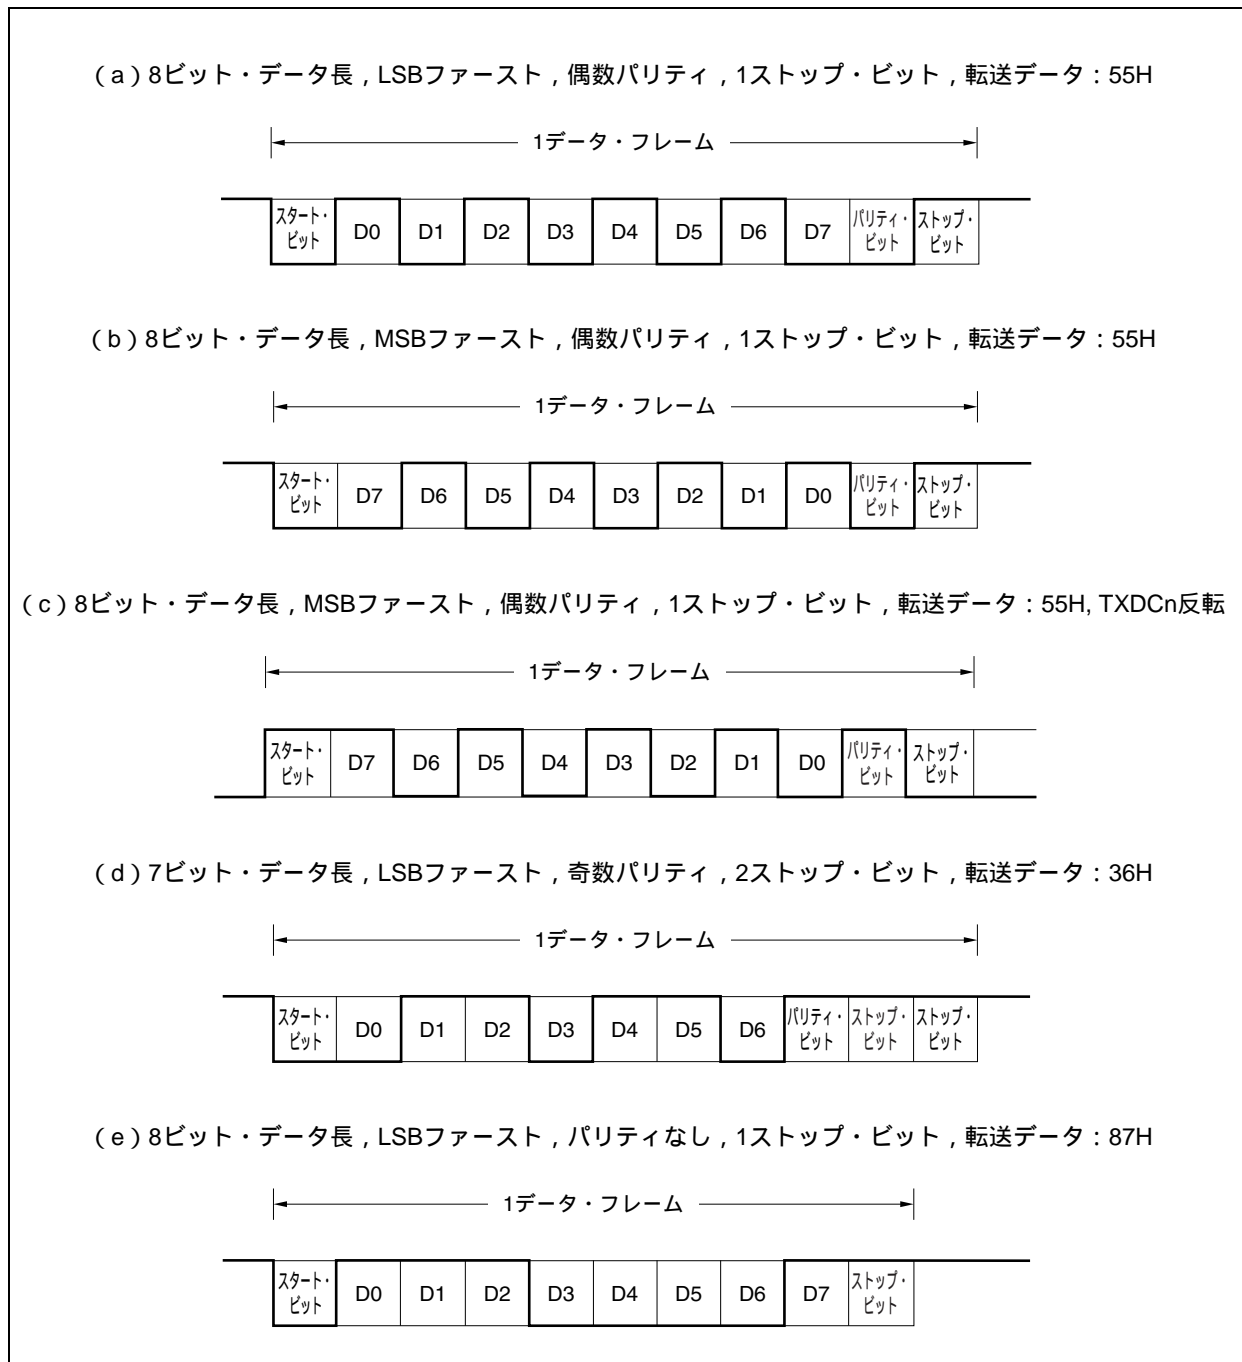 （a）8ビット・データ長，LSBファースト，偶数パリティ，1ストップ・ビット，転送データ：55H
1データ・フレーム
スタート・ビット D0 D1 D2 D3 D4 D5 D6 D7 パリティ・ビット ストップ・ビット
（b）8ビット・データ長，MSBファースト，偶数パリティ，1ストップ・ビット，転送データ：55H
1データ・フレーム
スタート・ビット D7 D6 D5 D4 D3 D2 D1 D0 パリティ・ビット ストップ・ビット
（c）8ビット・データ長，MSBファースト，偶数パリティ，1ストップ・ビット，転送データ：55H, TXDCn反転
1データ・フレーム
スタート・ビット D7 D6 D5 D4 D3 D2 D1 D0 パリティ・ビット ストップ・ビット
（d）7ビット・データ長，LSBファースト，奇数パリティ，2ストップ・ビット，転送データ：36H
1データ・フレーム
スタート・ビット D0 D1 D2 D3 D4 D5 D6 パリティ・ビット ストップ・ビット ストップ・ビット
（e）8ビット・データ長，LSBファースト，パリティなし，1ストップ・ビット，転送データ：87H
1データ・フレーム
スタート・ビット D0 D1 D2 D3 D4 D5 D6 D7 ストップ・ビット